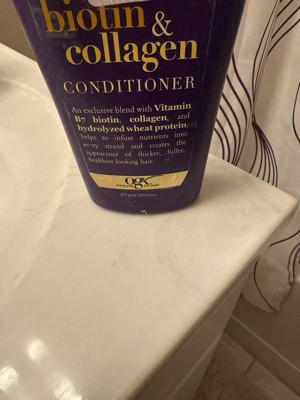 biotin &
collagen
CONDITIONER
An exclusive blend with Vitamin
B7 biotin, collagen, and
hydrolyzed wheat protein,
helps to infuse nutrients into
every strand and creates the
appearance of thicker, fuller,
healthier looking hair.
ogx